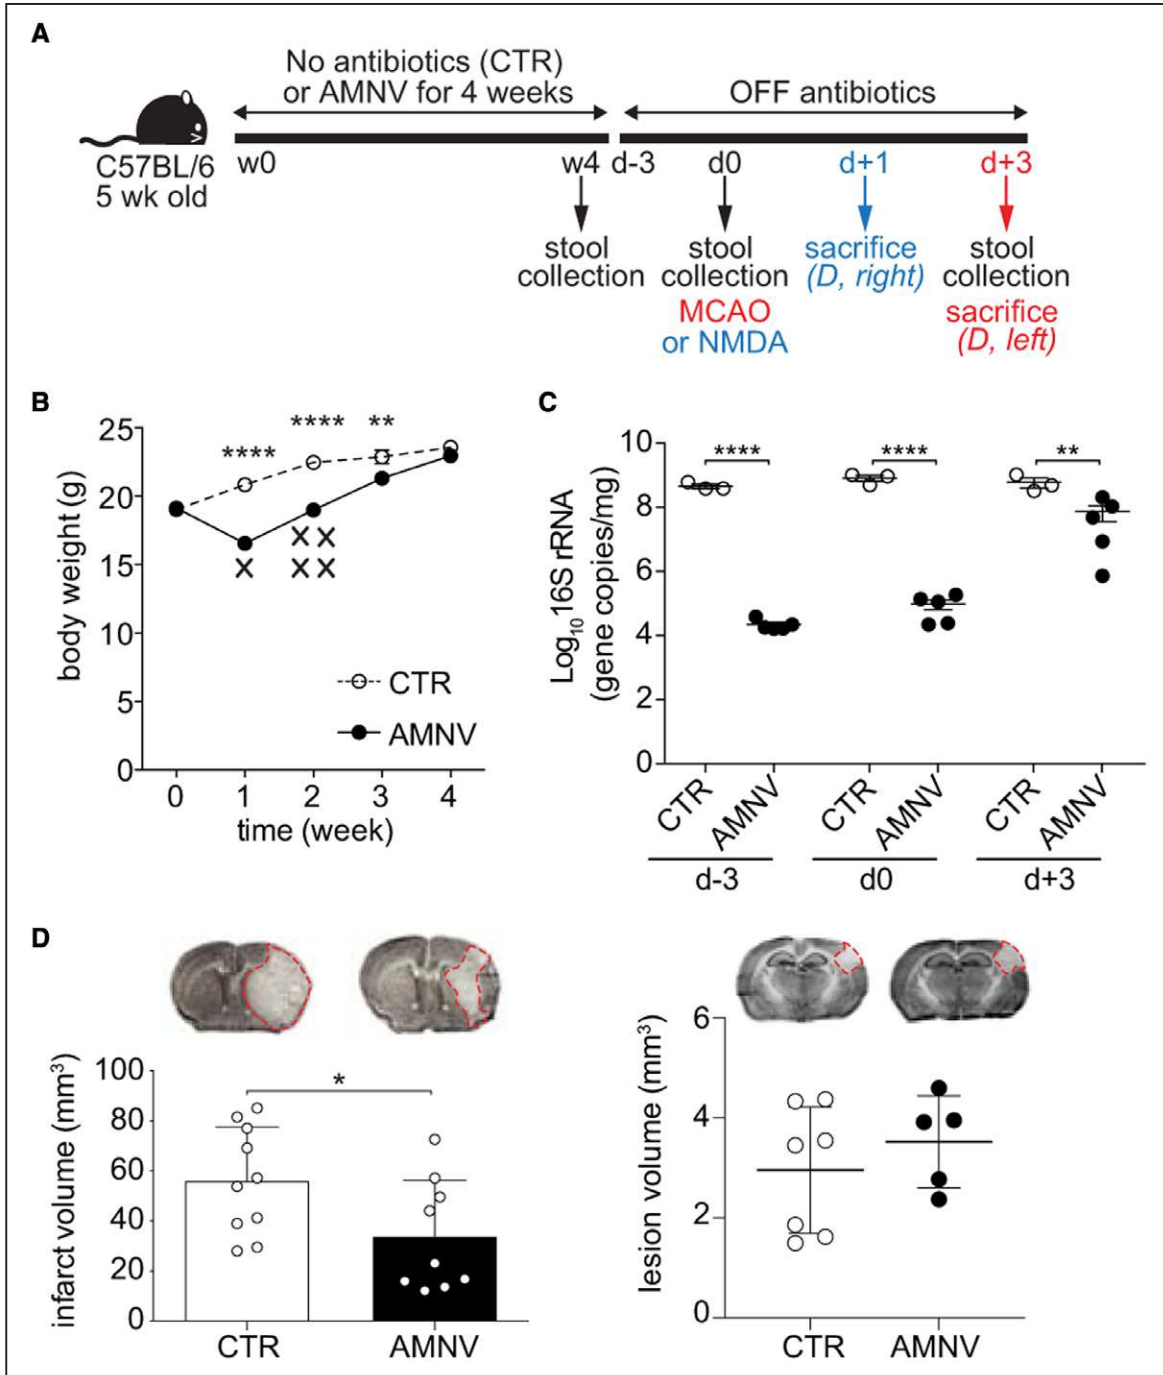 A
No antibiotics (CTR)
or AMNV for 4 weeks
OFF antibiotics
C57BL/6
5 wk old
w0
w4
d-3
d0
d+1
d+3
stool
collection
stool
collection
MCAO
or NMDA
sacrifice
(D, right)
stool
collection
sacrifice
(D, left)
B
body weight (g)
25
20
15
10
5
0
****
****
**
X
X X
X X
CTR
AMNV
0 1 2 3 4
time (week)
C
Log10 16S rRNA
(gene copies/mg)
10
8
6
4
2
0
****
****
**
CTR AMNV CTR AMNV CTR AMNV
d-3 d0 d+3
D
infarct volume (mm³)
100
80
60
40
20
0
*
CTR AMNV
lesion volume (mm³)
6
4
2
0
CTR AMNV